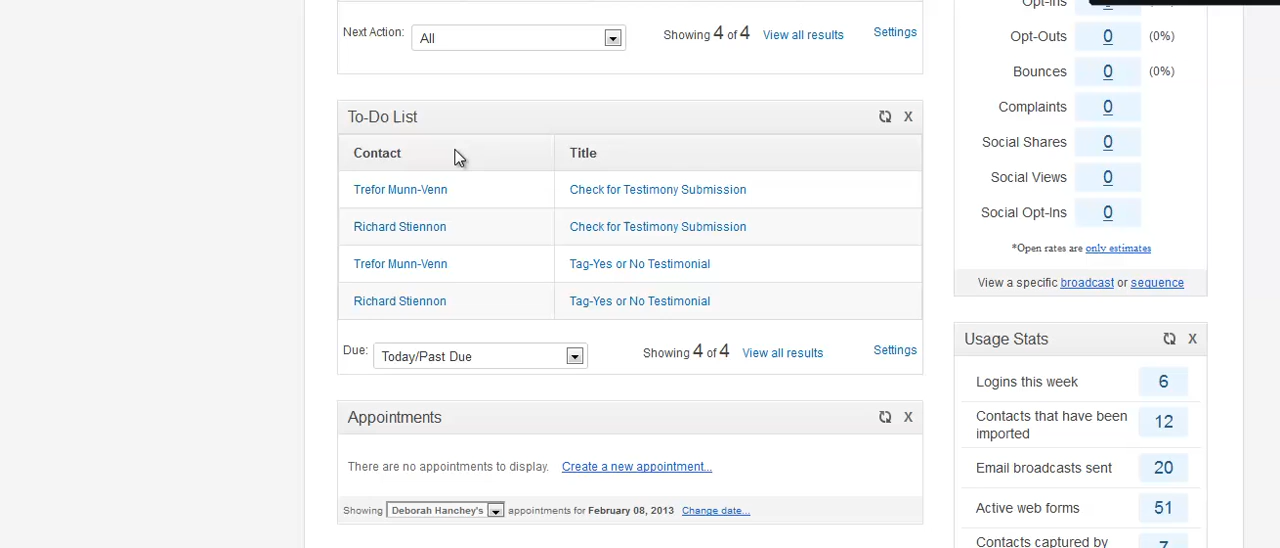 Next Action: All Showing 4 of 4 View all results Settings
To-Do List X
Contact Title
Trefor Munn-Venn Check for Testimony Submission
Richard Stiennon Check for Testimony Submission
Trefor Munn-Venn Tag-Yes or No Testimonial
Richard Stiennon Tag-Yes or No Testimonial
Due: Today/Past Due Showing 4 of 4 View all results Settings
Appointments X
There are no appointments to display. Create a new appointment...
Showing Deborah Hanchey's appointments for February 08, 2013 Change date...
Opt-Ins
Opt-Outs 0 (0%)
Bounces 0 (0%)
Complaints 0
Social Shares 0
Social Views 0
Social Opt-Ins 0
*Open rates are only estimates
View a specific broadcast or sequence
Usage Stats X
Logins this week 6
Contacts that have been
imported 12
Email broadcasts sent 20
Active web forms 51
Contacts captured by